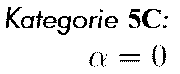 Kategorie 5C:
α = 0